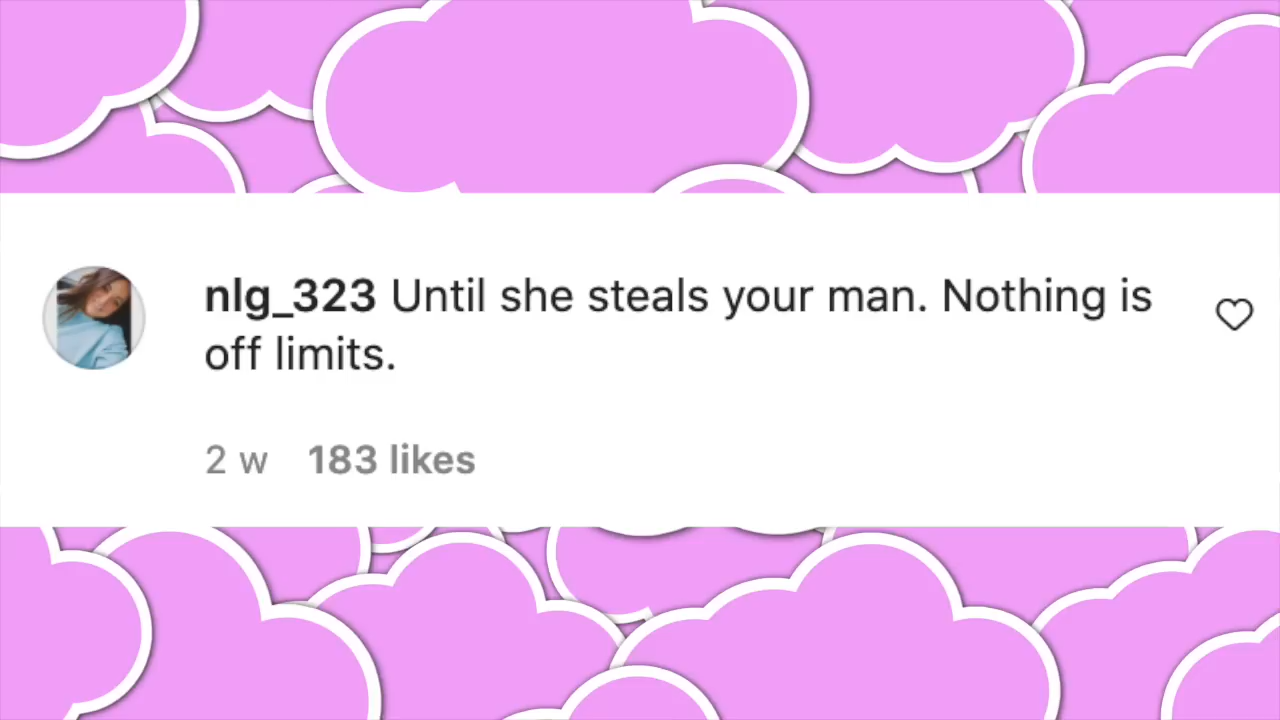 nlg_323 Until she steals your man. Nothing is
off limits.
2 w 183 likes